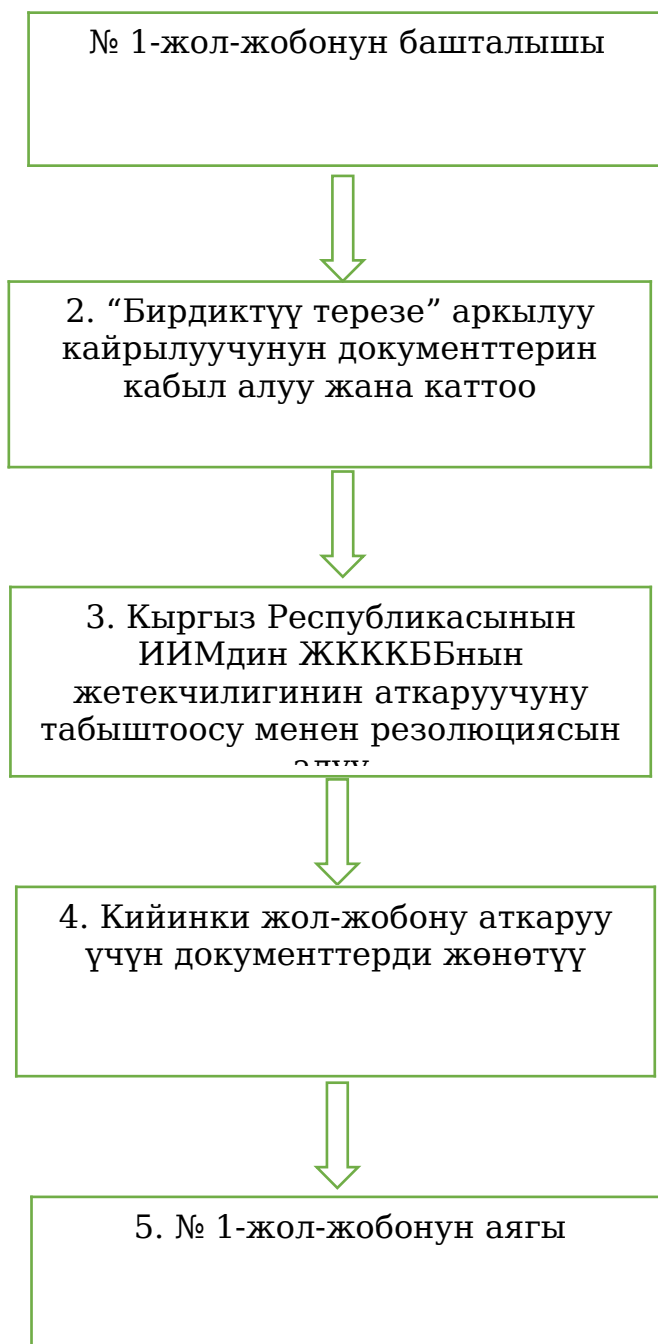 № 1-жол-жобонун башталышы
2. “Бирдиктүү терезе” аркылуу
кайрылуучунун документтерин
кабыл алуу жана каттоо
3. Кыргыз Республикасынын
ИИМдин ЖКККББнын
жетекчилигинин аткаруучуну
табыштоосу менен резолюциясын
алуу
4. Кийинки жол-жобону аткаруу
үчүн документтерди жөнөтүү
5. № 1-жол-жобонун аягы